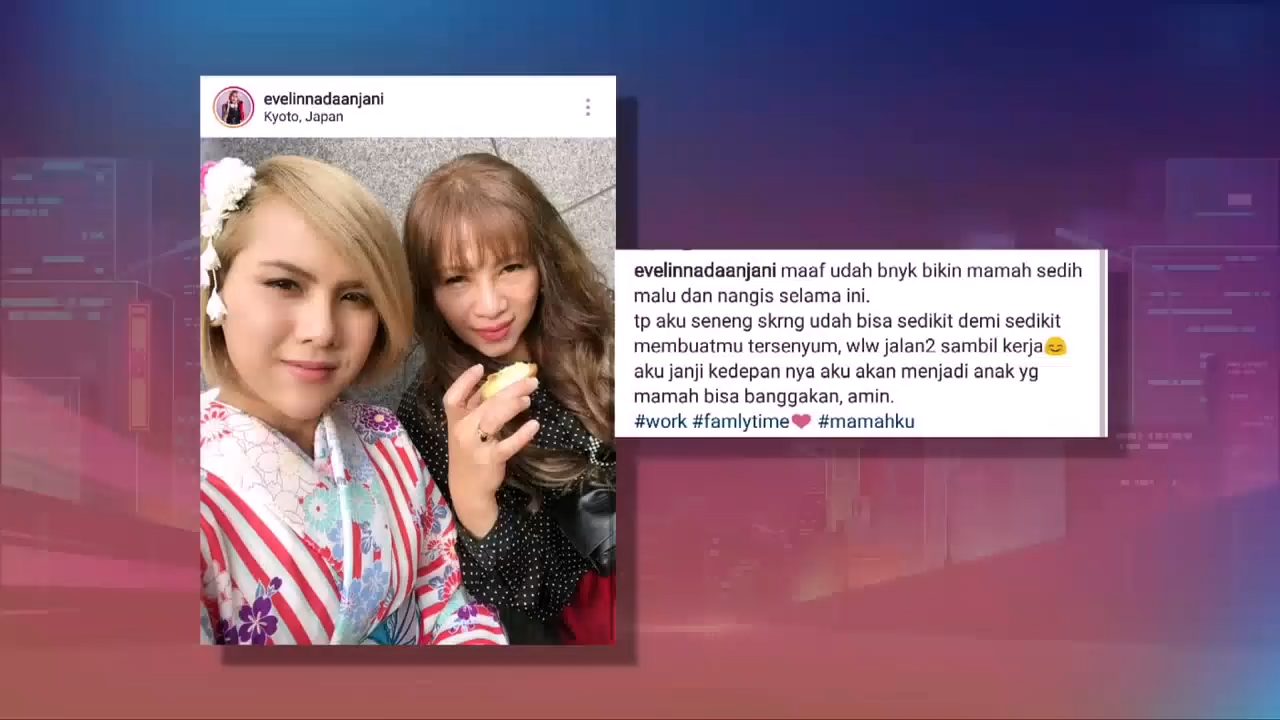 evelinnadaanjani
Kyoto, Japan
evelinnadaanjani maaf udah bnyk bikin mamah sedih
malu dan nangis selama ini.
tp aku seneng skrng udah bisa sedikit demi sedikit
membuatmu tersenyum, wlw jalan2 sambil kerja😊
aku janji kedepan nya aku akan menjadi anak yg
mamah bisa banggakan, amin.
#work #famlytime❤️ #mamahku